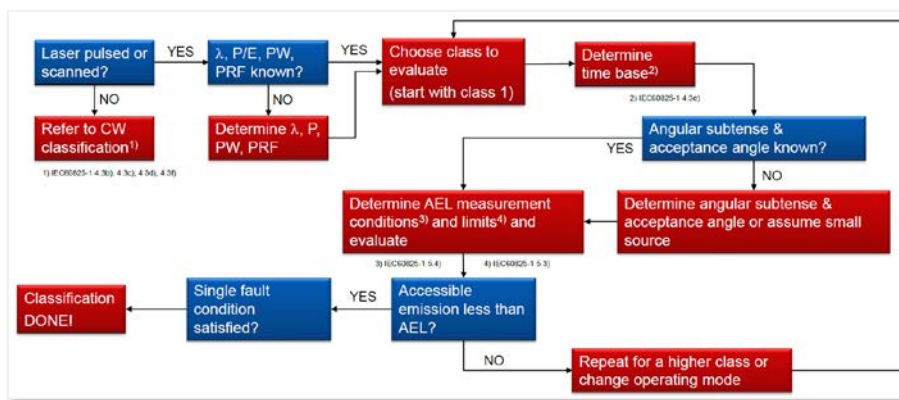 Laser pulsed or
scanned?
YES
λ, P/E, PW,
PRF known?
YES
Choose class to
evaluate
(start with class 1)
Determine
time base2)
2) IEC60825-1 4.3e)
NO
NO
Refer to CW
classification1)
1) IEC60825-1 4.3b), 4.3c), 4.3d), 4.3f)
Determine λ, P,
PW, PRF
Angular subtense &
acceptance angle known?
YES
NO
Determine AEL measurement
conditions3) and limits4) and
evaluate
Determine angular subtense &
acceptance angle or assume small
source
3) IEC60825-1 5.4)
4) IEC60825-1 5.3)
Classification
DONE!
Single fault
condition
satisfied?
YES
Accessible
emission less than
AEL?
NO
Repeat for a higher class or
change operating mode